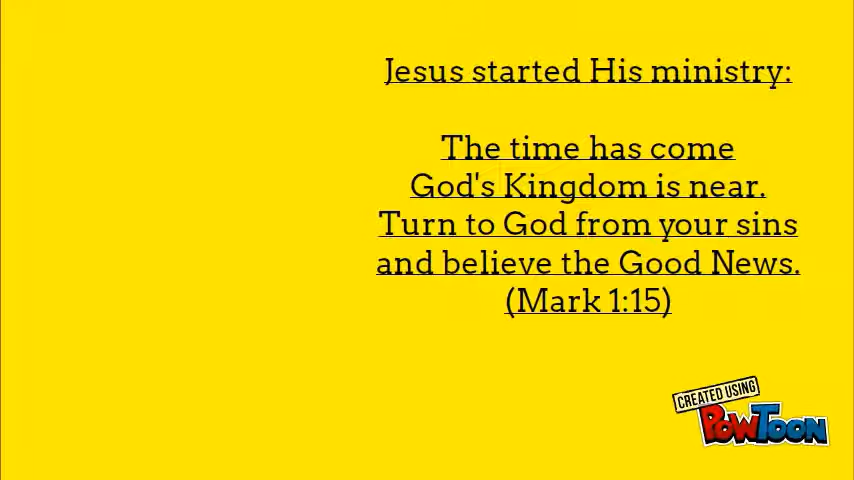 Jesus started His ministry:
The time has come
God's Kingdom is near.
Turn to God from your sins
and believe the Good News.
(Mark 1:15)
CREATED USING
POWTOON